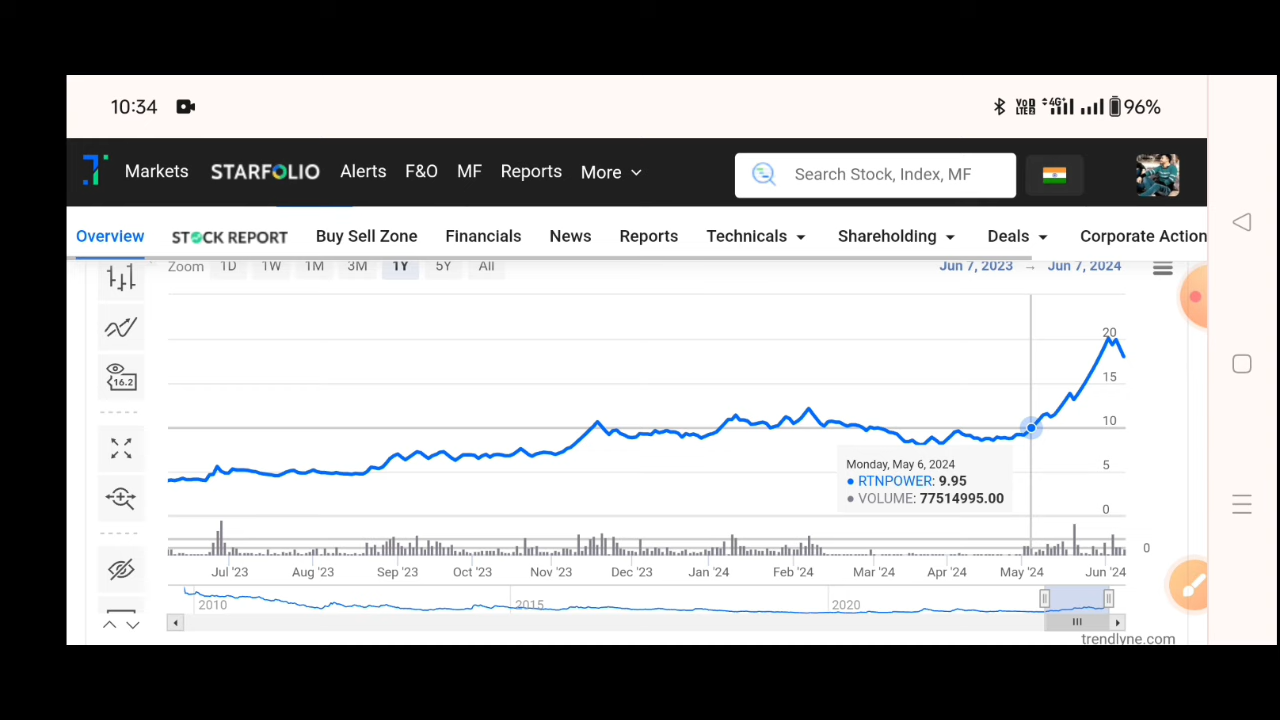 10:34 VoD LTE2 4G+ 96%
Markets STARFOLIO Alerts F&O MF Reports More Search Stock, Index, MF
Overview STOCK REPORT Buy Sell Zone Financials News Reports Technicals Shareholding Deals Corporate Action
Zoom 1D 1W 1M 3M 1Y 5Y All Jun 7, 2023 → Jun 7, 2024
20
15
16.2
10
Monday, May 6, 2024
5
RTNPOWER: 9.95
VOLUME: 77514995.00
0
0
Jul '23 Aug '23 Sep '23 Oct '23 Nov '23 Dec '23 Jan '24 Feb '24 Mar '24 Apr '24 May '24 Jun '24
2010 2015 2020
trendlyne.com